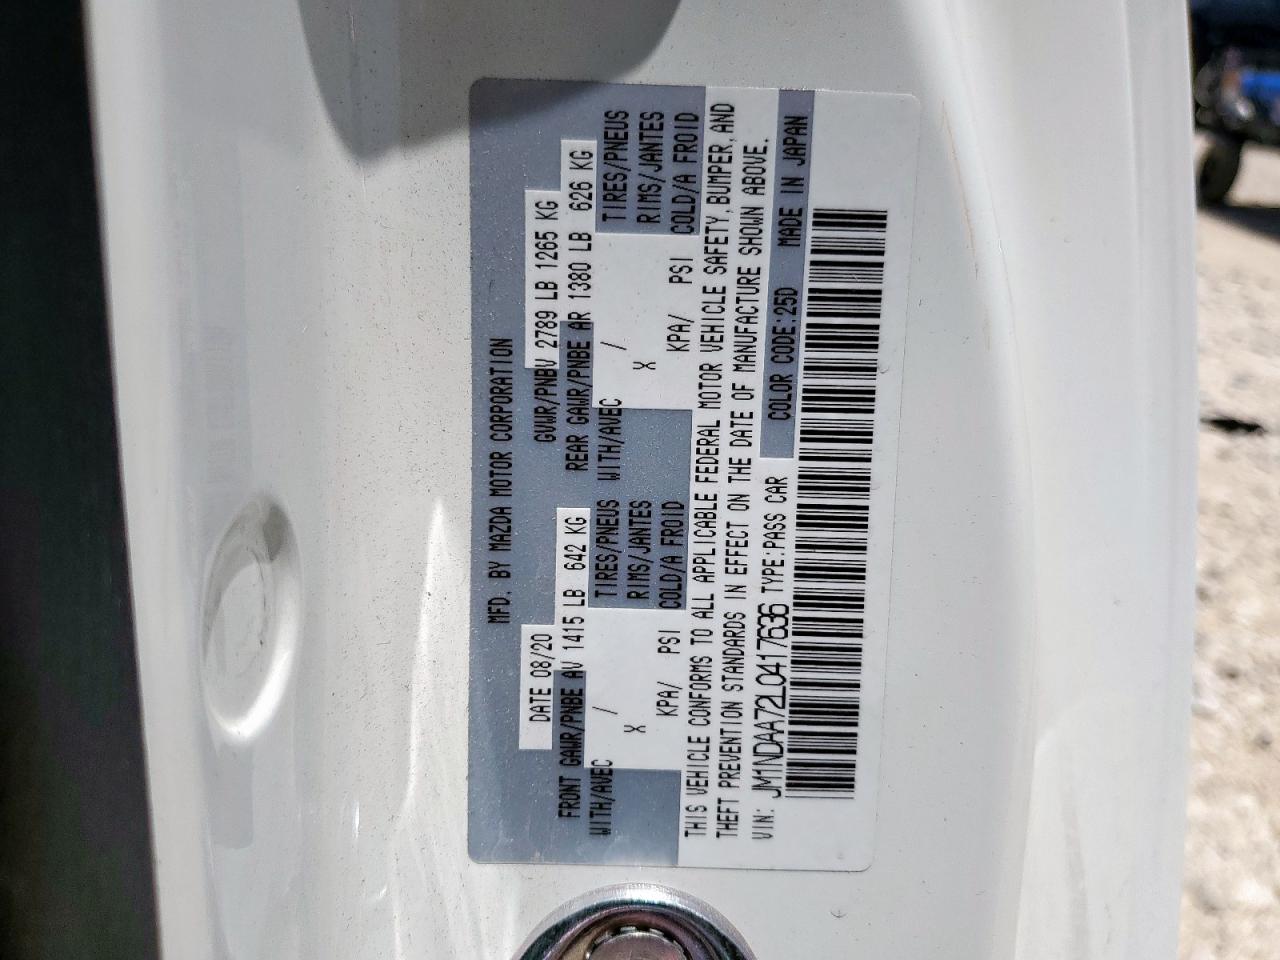 MFD. BY MAZDA MOTOR CORPORATION
DATE 08/20 GVWR/PNBV 2789 LB 1265 KG
FRONT GAWR/PNBE AV 1415 LB 642 KG REAR GAWR/PNBE AR 1380 LB 626 KG
WITH/AVEC / TIRES/PNEUS WITH/AVEC / TIRES/PNEUS
X RIMS/JANTES X RIMS/JANTES
KPA/ PSI COLD/A FROID KPA/ PSI COLD/A FROID
THIS VEHICLE CONFORMS TO ALL APPLICABLE FEDERAL MOTOR VEHICLE SAFETY, BUMPER, AND
THEFT PREVENTION STANDARDS IN EFFECT ON THE DATE OF MANUFACTURE SHOWN ABOVE.
VIN: JM1NDAA72L0417636 TYPE:PASS CAR COLOR CODE:25D MADE IN JAPAN